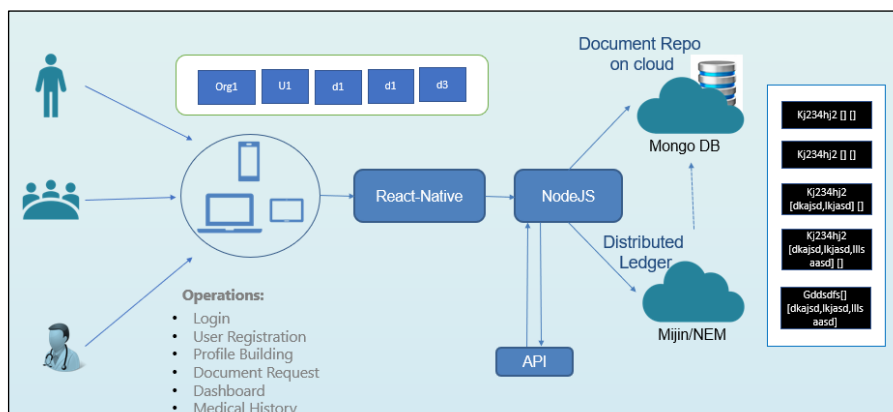 Org1
U1
d1
d1
d3
Document Repo
on cloud
Mongo DB
React-Native
NodeJS
Distributed
Ledger
Mijin/NEM
API
Operations:
• Login
• User Registration
• Profile Building
• Document Request
• Dashboard
• Medical History
Kj234hj2 [] []
Kj234hj2 [] []
Kj234hj2
[dkajsd,lkjasd] []
Kj234hj2
[dkajsd,lkjasd,llls
aasd] []
Gddsdfs[]
[dkajsd,lkjasd,llls
aasd]